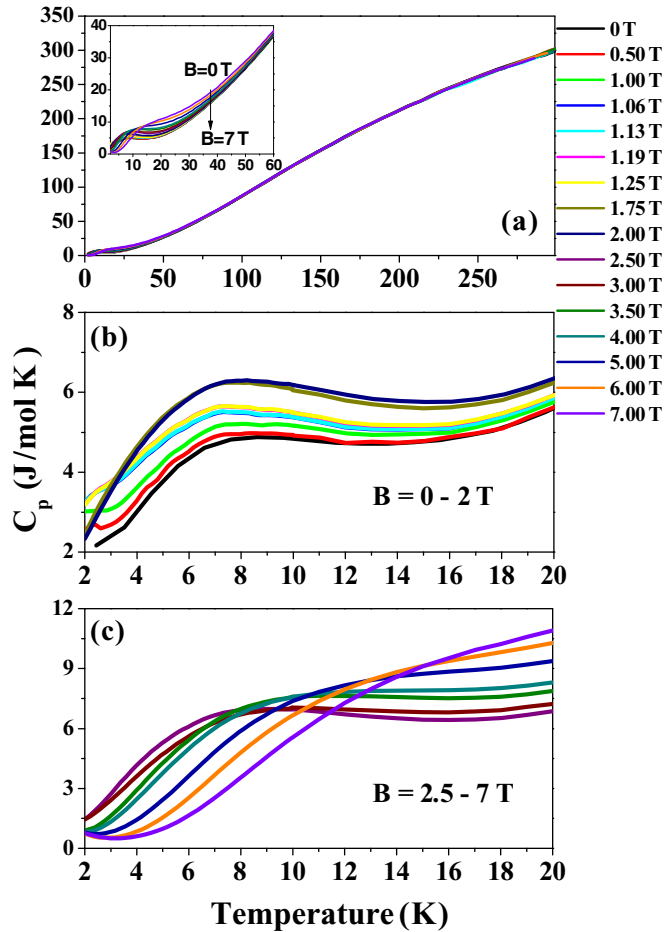 350
300
250
200
150
100
50
0
40
30
20
10
0
B=0 T
B=7 T
10 20 30 40 50 60
(a)
0 50 100 150 200 250
0 T
0.50 T
1.00 T
1.06 T
1.13 T
1.19 T
1.25 T
1.75 T
2.00 T
2.50 T
3.00 T
3.50 T
4.00 T
5.00 T
6.00 T
7.00 T
Cp (J/mol K)
(b)
8
6
4
2
B = 0 - 2 T
2 4 6 8 10 12 14 16 18 20
(c)
12
9
6
3
0
B = 2.5 - 7 T
2 4 6 8 10 12 14 16 18 20
Temperature (K)